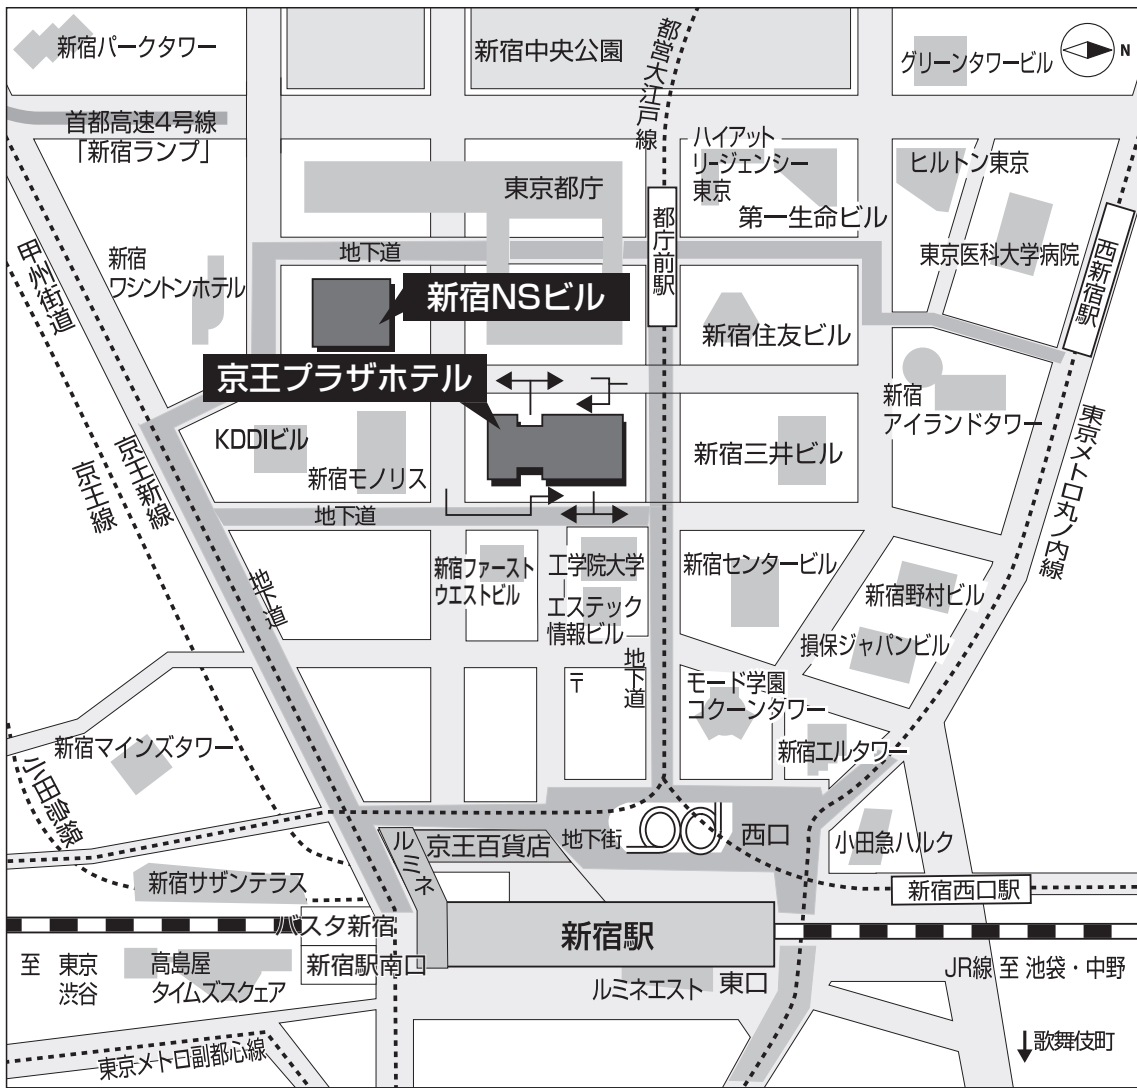 新宿パークタワー
新宿中央公園
都営大江戸線
グリーンタワービル
N
首都高速4号線
「新宿ランプ」
ハイアット
リージェンシー
東京
ヒルトン東京
東京都庁
第一生命ビル
都庁前駅
西新宿駅
甲州街道
新宿
ワシントンホテル
地下道
東京医科大学病院
新宿NSビル
新宿住友ビル
京王プラザホテル
新宿
アイランドタワー
東京メトロ丸ノ内線
KDDIビル
新宿モノリス
新宿三井ビル
京王新線
京王線
地下道
地下道
新宿ファースト
ウエストビル
工学院大学
エステック
情報ビル
新宿センタービル
新宿野村ビル
損保ジャパンビル
地下道
〒
モード学園
コクーンタワー
新宿エルタワー
新宿マインズタワー
小田急線
ルミネ
京王百貨店
地下街
西口
小田急ハルク
新宿サザンテラス
新宿西口駅
バスタ新宿
新宿駅
新宿駅南口
至 東京
渋谷
高島屋
タイムズスクェア
ルミネエスト
東口
JR線 至 池袋・中野
東京メトロ副都心線
歌舞伎町